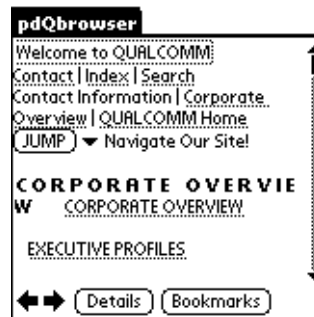 pdQbrowser
Welcome to QUALCOMM
Contact | Index | Search
Contact Information | Corporate
Overview | QUALCOMM Home
JUMP Navigate Our Site!
CORPORATE OVERVIE
W CORPORATE OVERVIEW
EXECUTIVE PROFILES
Details Bookmarks